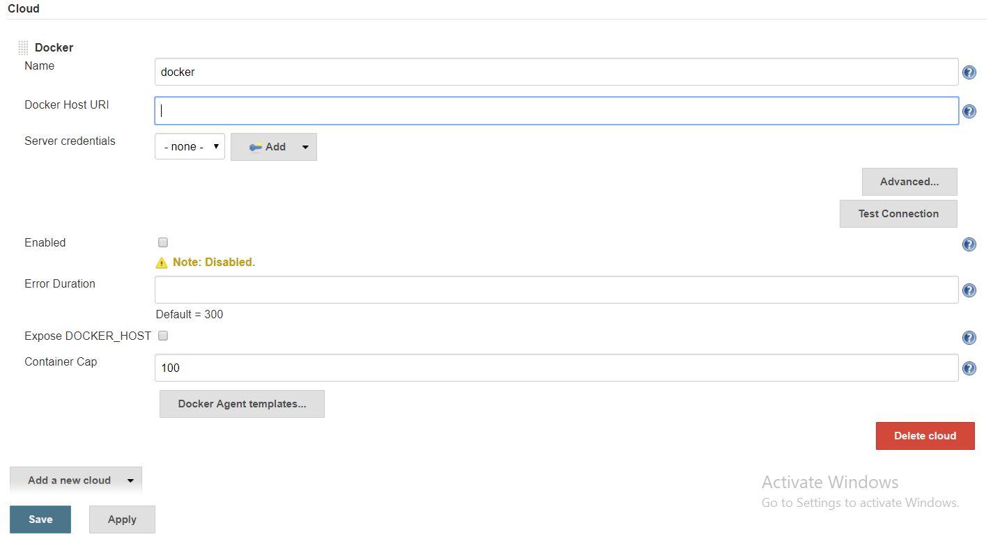 Cloud
Docker
Name
docker
Docker Host URI
Server credentials
- none -
Add
Advanced...
Test Connection
Enabled
Note: Disabled.
Error Duration
Default = 300
Expose DOCKER_HOST
Container Cap
100
Docker Agent templates...
Delete cloud
Add a new cloud
Activate Windows
Go to Settings to activate Windows.
Save
Apply